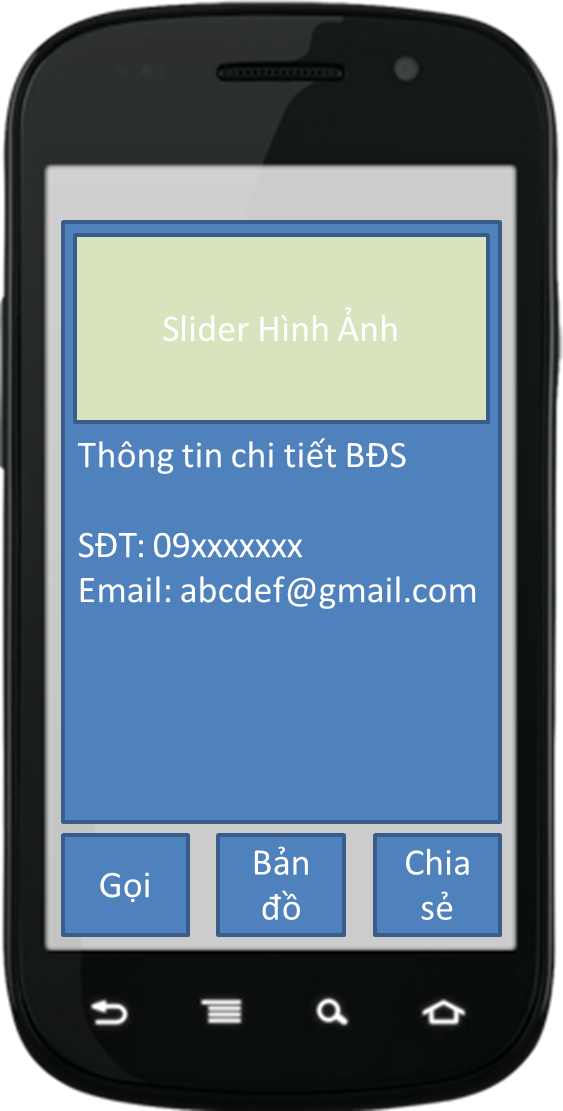 Slider Hình Ảnh
Thông tin chi tiết BĐS
SĐT: 09xxxxxxx
Email: abcdef@gmail.com
Gọi
Bản
đồ
Chia
sẻ